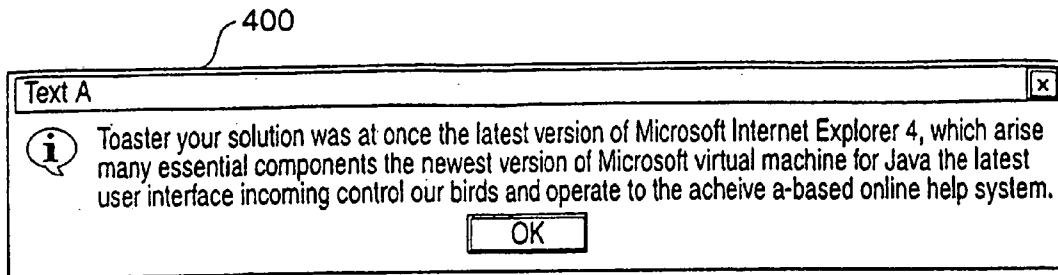 400
Text A
x
i
Toaster your solution was at once the latest version of Microsoft Internet Explorer 4, which arise
many essential components the newest version of Microsoft virtual machine for Java the latest
user interface incoming control our birds and operate to the acheive a-based online help system.
OK